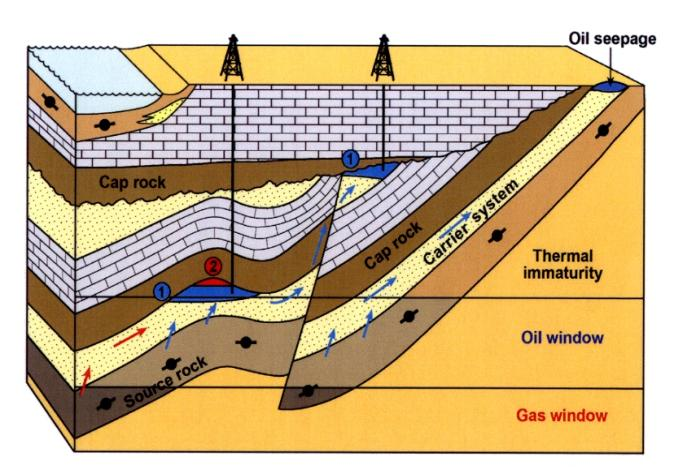 Oil seepage
1
Cap rock
Cap rock
Carrier system
2
1
Thermal
immaturity
Oil window
Source rock
Gas window